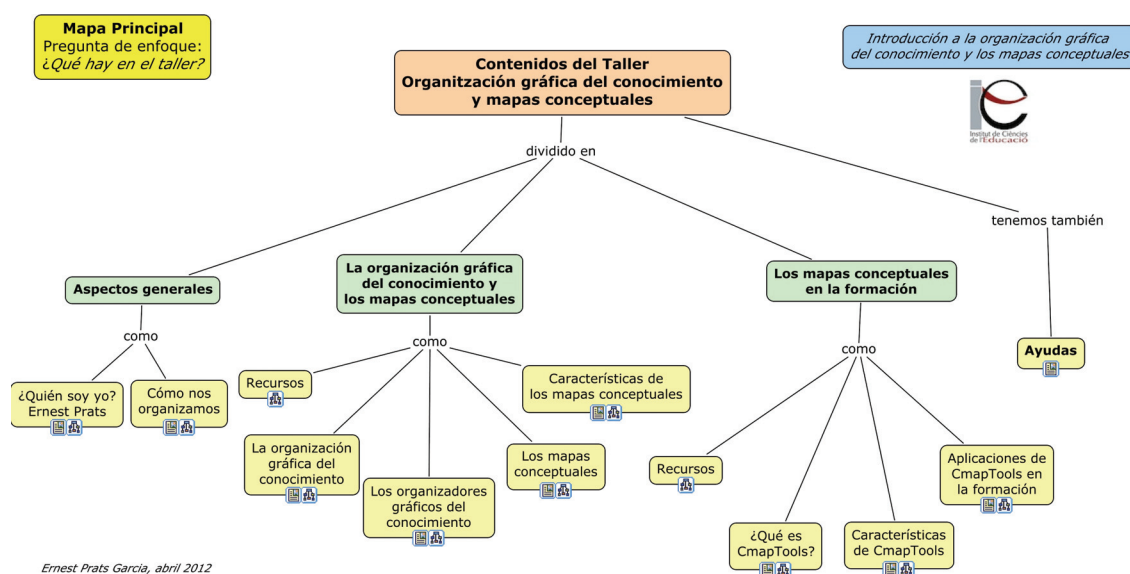 Mapa Principal
Pregunta de enfoque:
¿Qué hay en el taller?
Introducción a la organización gráfica
del conocimiento y los mapas conceptuales
Contenidos del Taller
Organitzación gráfica del conocimiento
y mapas conceptuales
Institut de Ciències
de l'Educació
dividido en
tenemos también
Aspectos generales
La organización gráfica
del conocimiento y
los mapas conceptuales
Los mapas conceptuales
en la formación
Ayudas
como
como
como
¿Quién soy yo?
Ernest Prats
Cómo nos
organizamos
Recursos
Características de
los mapas conceptuales
La organización
gráfica del
conocimiento
Los organizadores
gráficos del
conocimiento
Los mapas
conceptuales
Recursos
¿Qué es
CmapTools?
Características
de CmapTools
Aplicaciones de
CmapTools en
la formación
Ernest Prats Garcia, abril 2012